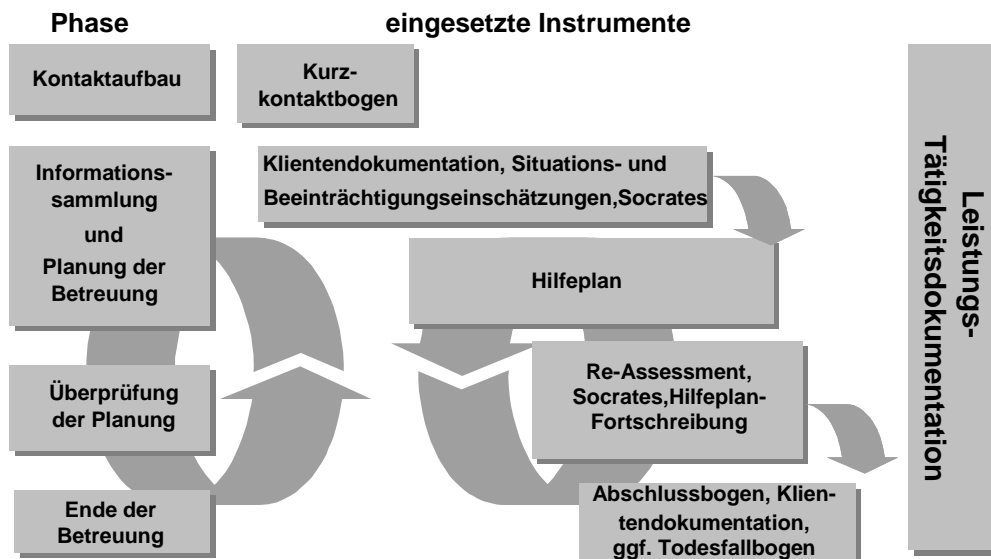 Phase
eingesetzte Instrumente
Kontaktaufbau
Kurz-
kontaktbogen
Informations-
sammlung
und
Planung der
Betreuung
Klientendokumentation, Situations- und
Beeinträchtigungseinschätzungen,Socrates
Hilfeplan
Überprüfung
der Planung
Re-Assessment,
Socrates,Hilfeplan-
Fortschreibung
Ende der
Betreuung
Abschlussbogen, Klien-
tendokumentation,
ggf. Todesfallbogen
Leistungs-
Tätigkeitsdokumentation